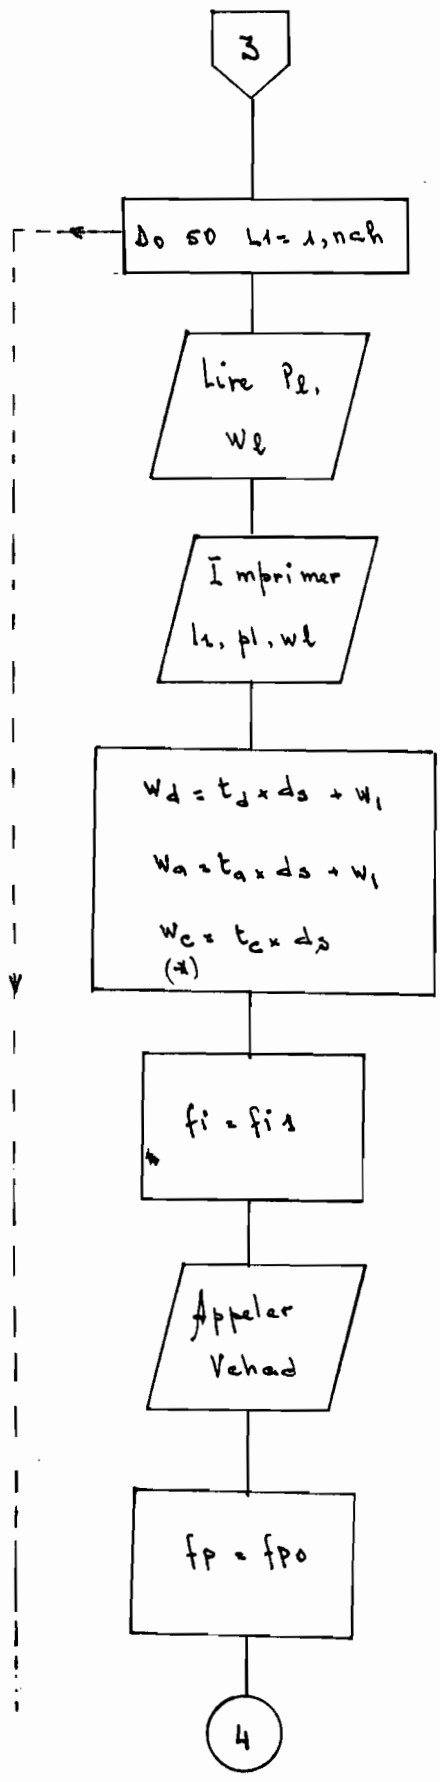 3
Do 50 L1 = 1, nch
Lire Pl,
Wl
Imprimer
l1, pl, wl
Wd = td x ds + w1
Wa = ta x ds + w1
Wc = tc x ds
(*)
fi = fi1
Appeler
Vehad
fp = fpo
4